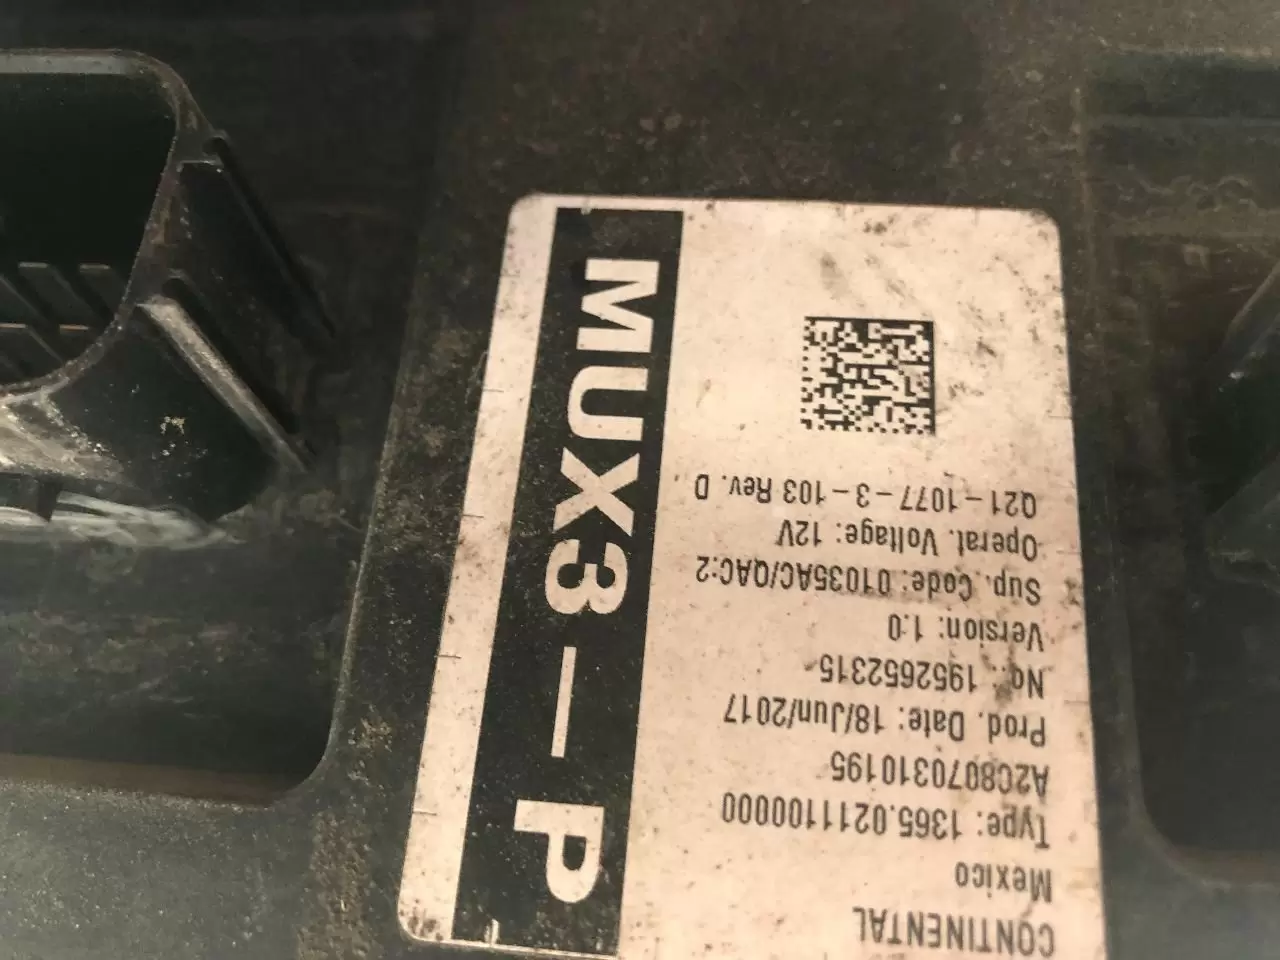 CONTINENTAL
Mexico
Type: 1365.0211100000
A2C8070310195
Prod. Date: 18/Jun/2017
No.: 1952652315
Version: 1.0
Sup. Code: 01035AC/QAC:2
Operat. Voltage: 12V
Q21-1077-3-103 Rev. D
MUX3-P